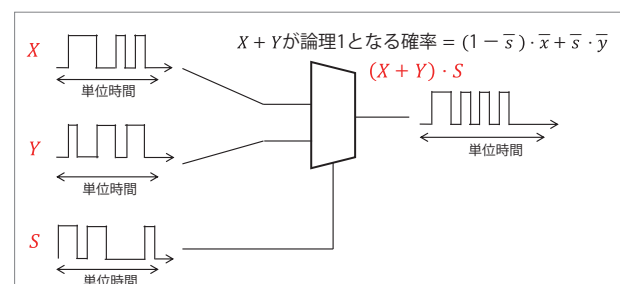 X + Yが論理1となる確率 = (1 − s̅) · x̅ + s̅ · y̅
X
(X + Y) · S
単位時間
単位時間
Y
単位時間
S
単位時間